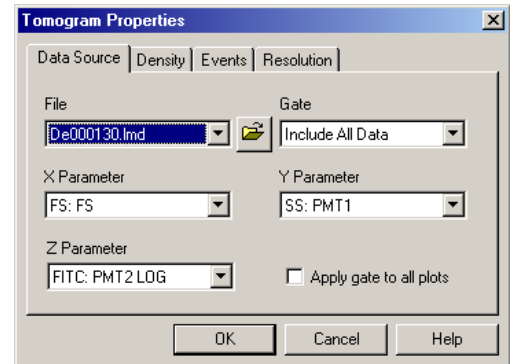 Tomogram Properties
Data Source Density Events Resolution
File Gate
De000130.lmd Include All Data
X Parameter Y Parameter
FS: FS SS: PMT1
Z Parameter
FITC: PMT2 LOG Apply gate to all plots
OK Cancel Help